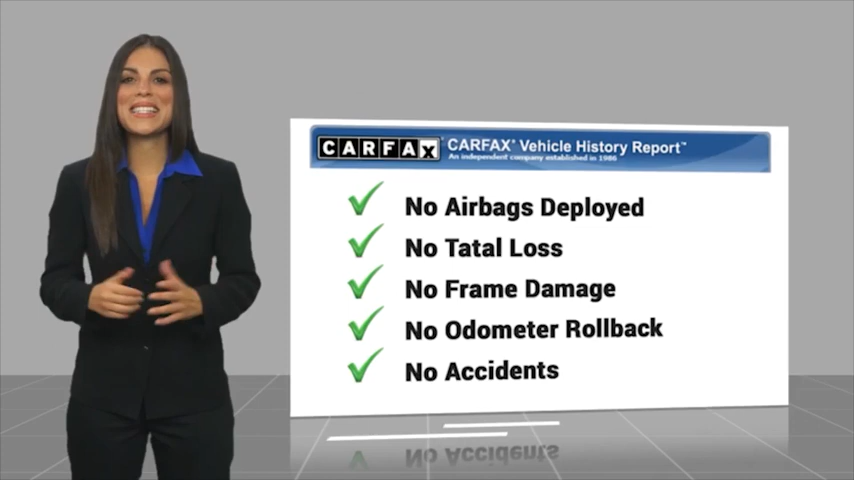 CARFAX® CARFAX® Vehicle History Report™
An independent company established in 1986
No Airbags Deployed
No Tatal Loss
No Frame Damage
No Odometer Rollback
No Accidents
No Accidents